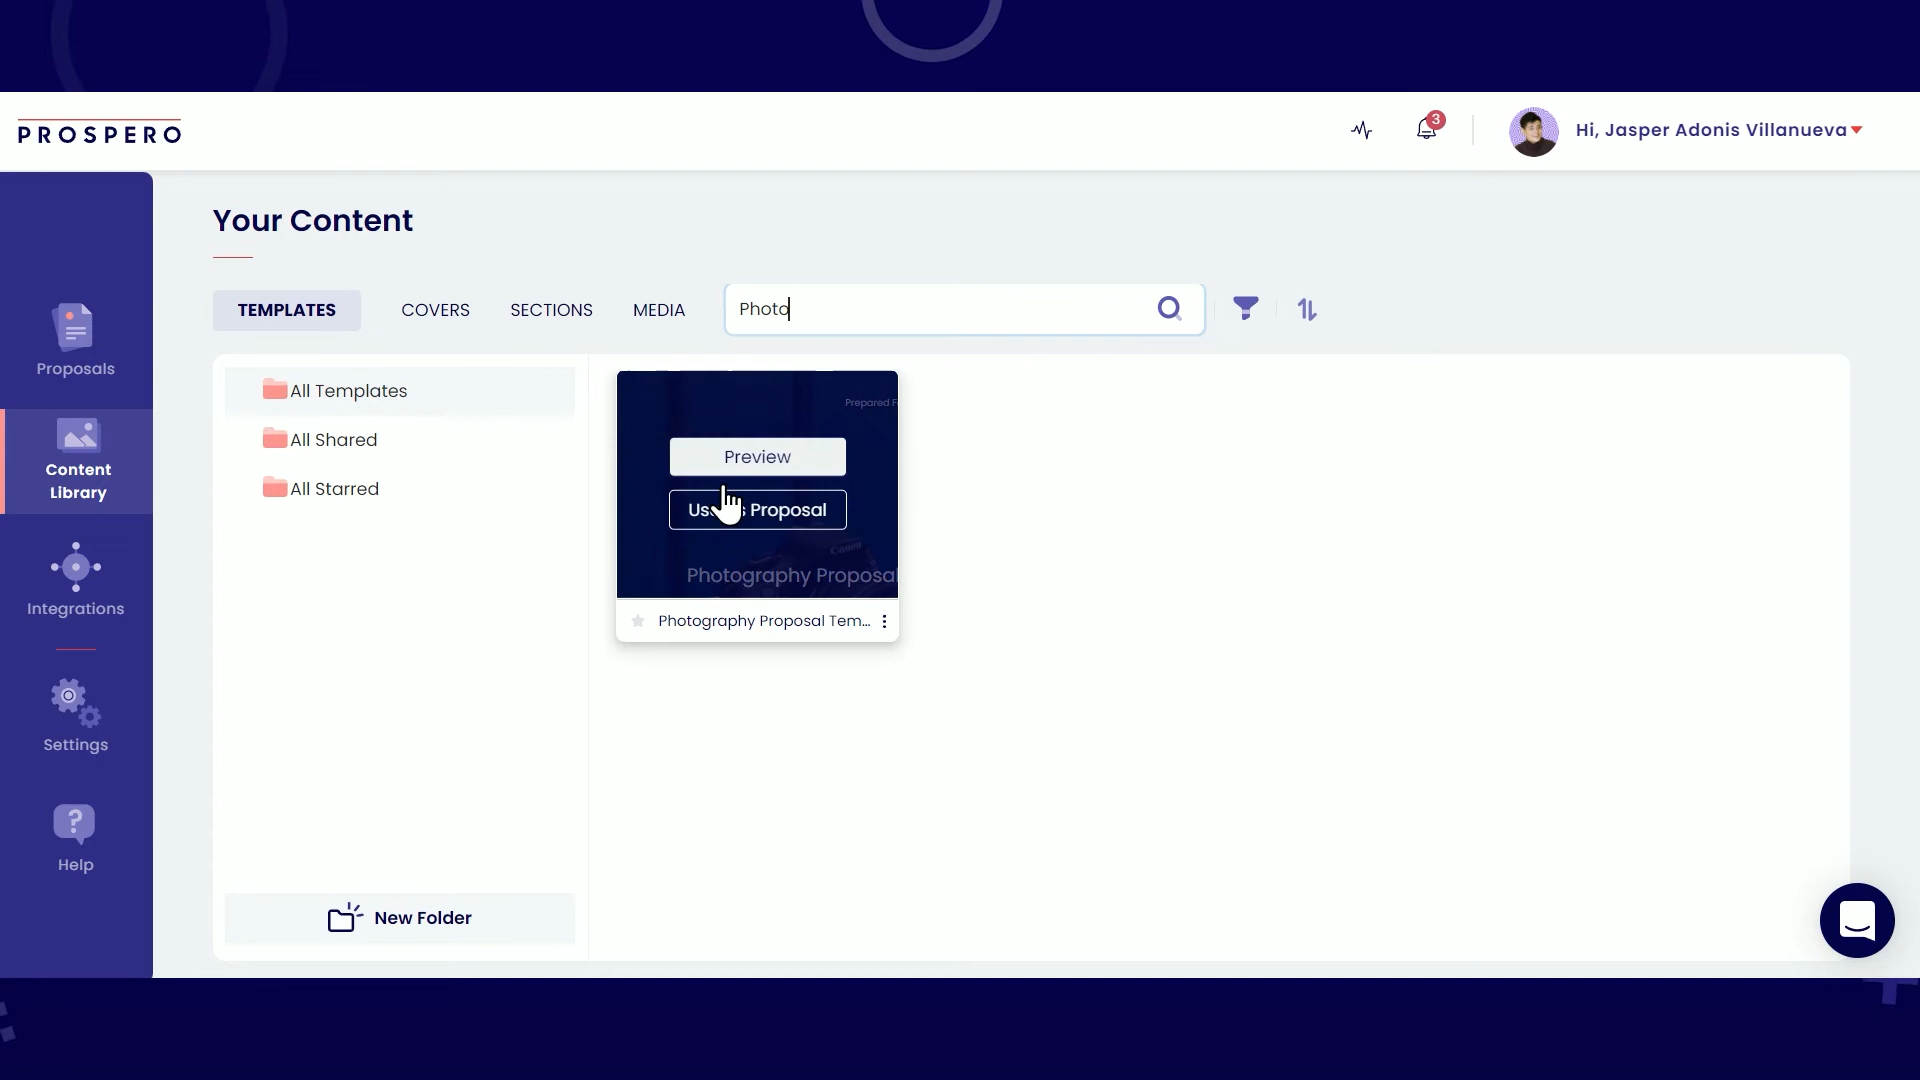 PROSPERO
3
Hi, Jasper Adonis Villanueva
Your Content
TEMPLATES
COVERS
SECTIONS
MEDIA
Photo
Proposals
Content
Library
Integrations
Settings
?
Help
All Templates
All Shared
All Starred
New Folder
Prepared F
Preview
Proposal
Canon
Photography Proposal
Photography Proposal Tem...